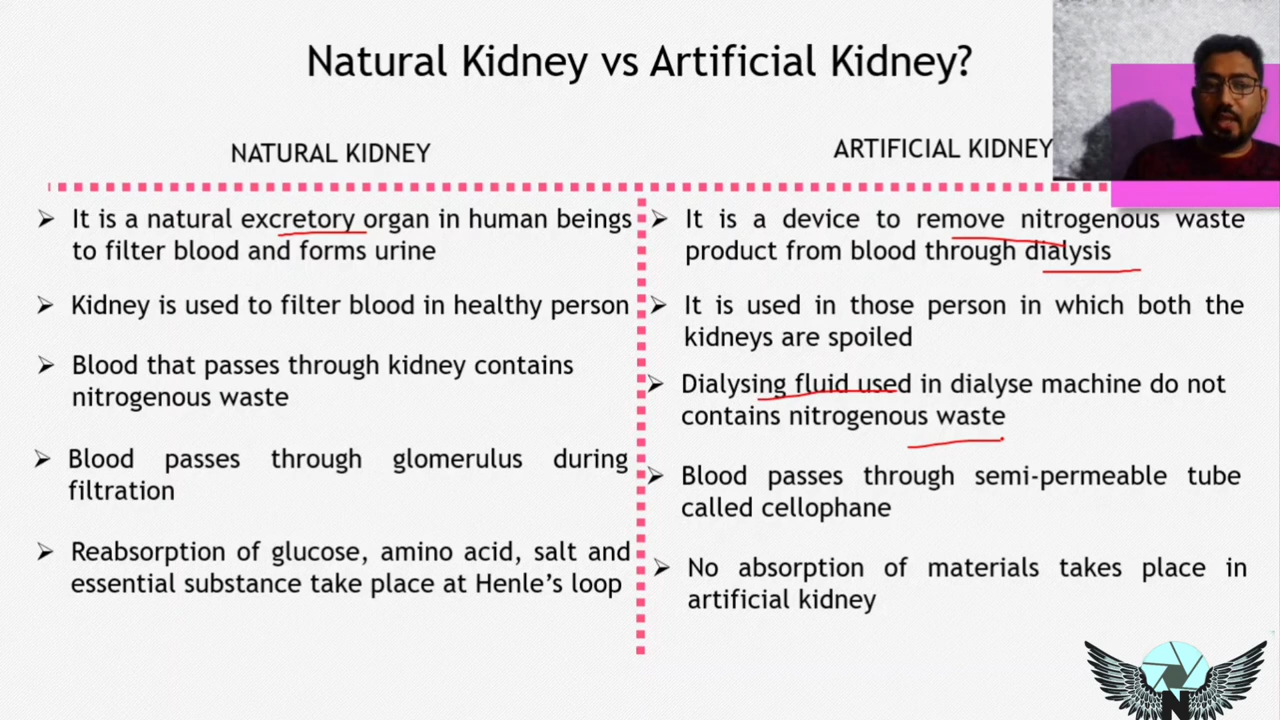 Natural Kidney vs Artificial Kidney?
NATURAL KIDNEY
➢ It is a natural excretory organ in human beings
to filter blood and forms urine
➢ Kidney is used to filter blood in healthy person
➢ Blood that passes through kidney contains
nitrogenous waste
➢ Blood passes through glomerulus during
filtration
➢ Reabsorption of glucose, amino acid, salt and
essential substance take place at Henle’s loop
ARTIFICIAL KIDNEY
➢ It is a device to remove nitrogenous waste
product from blood through dialysis
➢ It is used in those person in which both the
kidneys are spoiled
➢ Dialysing fluid used in dialyse machine do not
contains nitrogenous waste
➢ Blood passes through semi-permeable tube
called cellophane
➢ No absorption of materials takes place in
artificial kidney
N